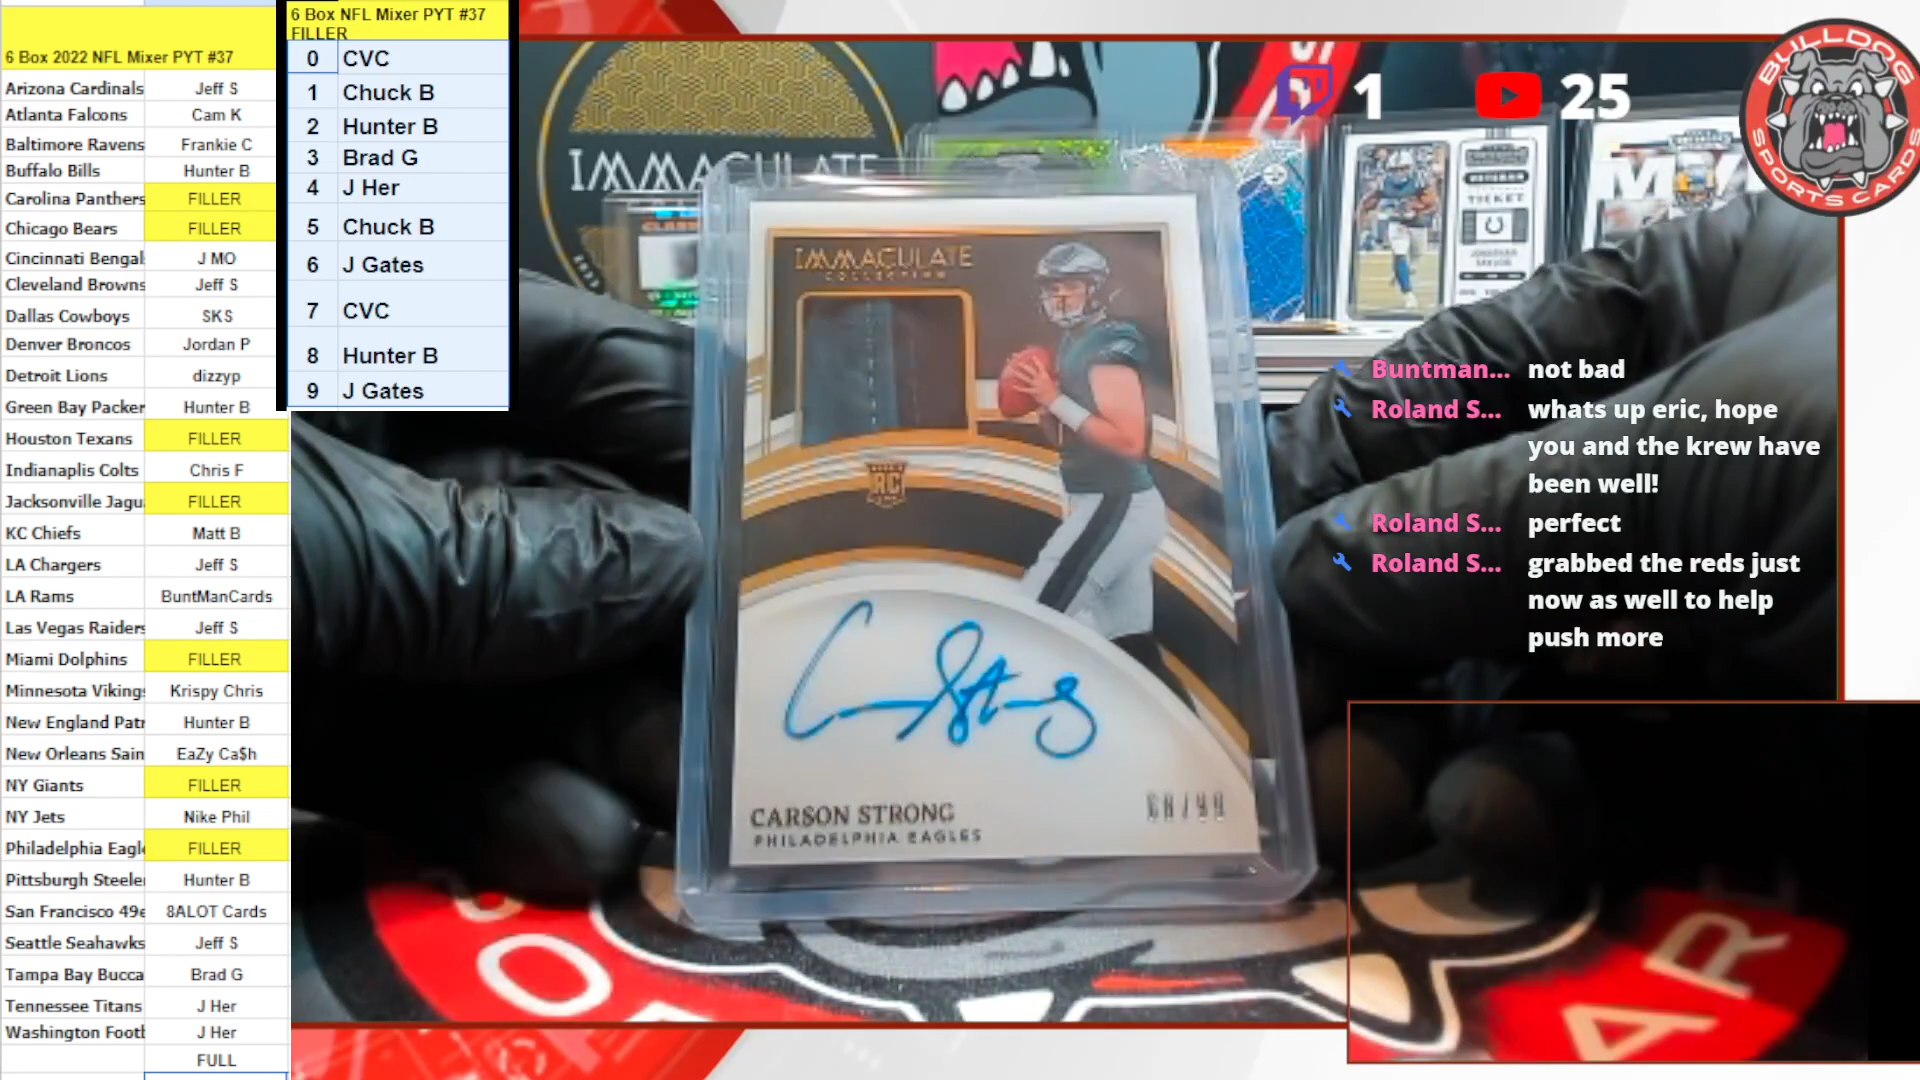 6 Box 2022 NFL Mixer PYT #37
Arizona Cardinals Jeff S
Atlanta Falcons Cam K
Baltimore Ravens Frankie C
Buffalo Bills Hunter B
Carolina Panthers FILLER
Chicago Bears FILLER
Cincinnati Bengal J MO
Cleveland Browns Jeff S
Dallas Cowboys SKS
Denver Broncos Jordan P
Detroit Lions dizzyp
Green Bay Packer Hunter B
Houston Texans FILLER
Indianaplis Colts Chris F
Jacksonville Jagu FILLER
KC Chiefs Matt B
LA Chargers Jeff S
LA Rams BuntManCards
Las Vegas Raiders Jeff S
Miami Dolphins FILLER
Minnesota Vikings Krispy Chris
New England Patr Hunter B
New Orleans Sain EaZy Ca$h
NY Giants FILLER
NY Jets Nike Phil
Philadelphia Eagle FILLER
Pittsburgh Steeler Hunter B
San Francisco 49e 8ALOT Cards
Seattle Seahawks Jeff S
Tampa Bay Bucca Brad G
Tennessee Titans J Her
Washington Footb J Her
FULL
6 Box NFL Mixer PYT #37
FILLER
0 CVC
1 Chuck B
2 Hunter B
3 Brad G
4 J Her
5 Chuck B
6 J Gates
7 CVC
8 Hunter B
9 J Gates
IMMACULATE
1
25
BULLDOG
SPORTS CARDS
TICKET
IMMACULATE
COLLECTION
RC
CARSON STRONG
PHILADELPHIA EAGLES
Buntman... not bad
Roland S... whats up eric, hope
you and the krew have
been well!
Roland S... perfect
Roland S... grabbed the reds just
now as well to help
push more